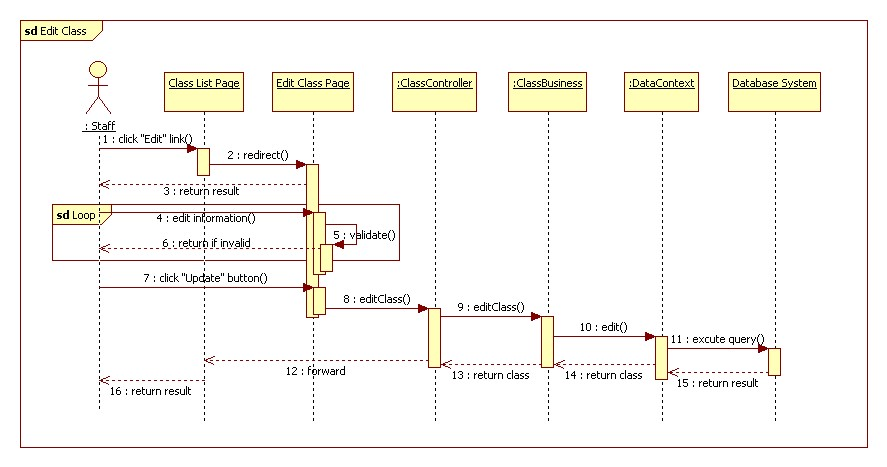 sd Edit Class
: Staff
Class List Page
Edit Class Page
:ClassController
:ClassBusiness
:DataContext
Database System
1 : click "Edit" link()
2 : redirect()
3 : return result
sd Loop
4 : edit information()
5 : validate()
6 : return if invalid
7 : click "Update" button()
8 : editClass()
9 : editClass()
10 : edit()
11 : excute query()
12 : forward
13 : return class
14 : return class
15 : return result
16 : return result